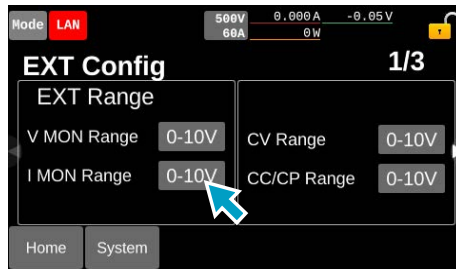 Mode LAN 500V 0.000A -0.05V
60A 0W
EXT Config 1/3
EXT Range
V MON Range 0-10V CV Range 0-10V
I MON Range 0-10V CC/CP Range 0-10V
Home System